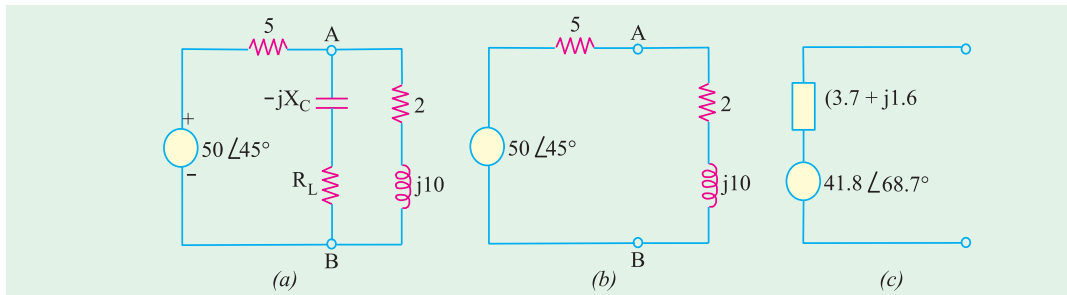 5
A
−jX_C
2
+
50 ∠45°
−
R_L
j10
B
(a)
5
A
2
50 ∠45°
j10
B
(b)
(3.7 + j1.6
41.8 ∠68.7°
(c)